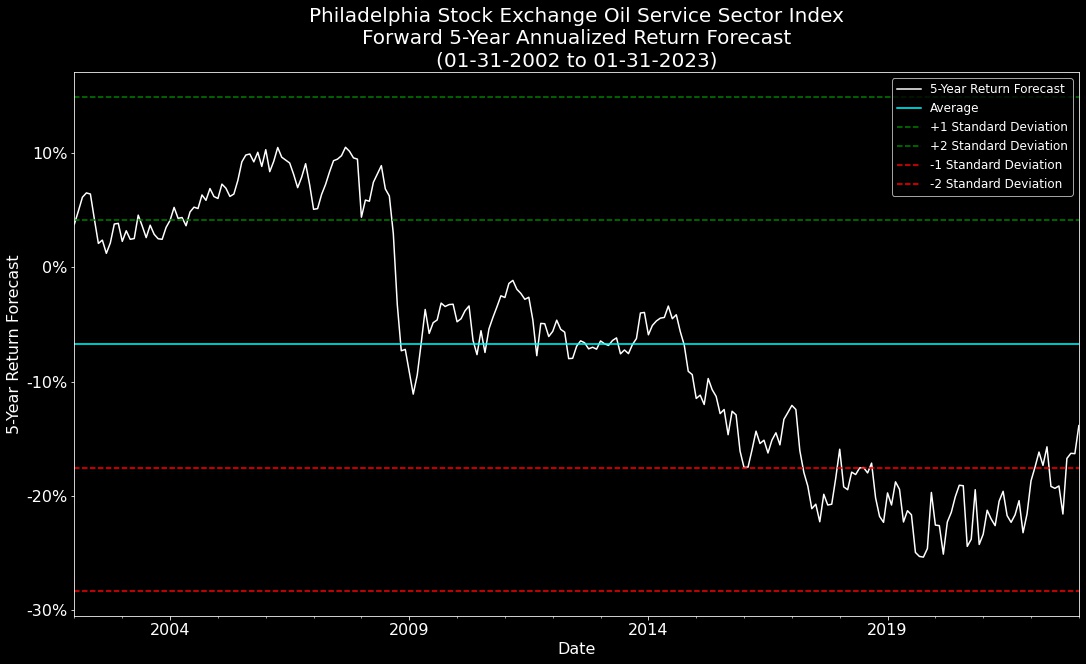 Philadelphia Stock Exchange Oil Service Sector Index
Forward 5-Year Annualized Return Forecast
(01-31-2002 to 01-31-2023)
5-Year Return Forecast
Average
+1 Standard Deviation
+2 Standard Deviation
-1 Standard Deviation
-2 Standard Deviation
5-Year Return Forecast
10%
0%
-10%
-20%
-30%
2004
2009
2014
2019
Date